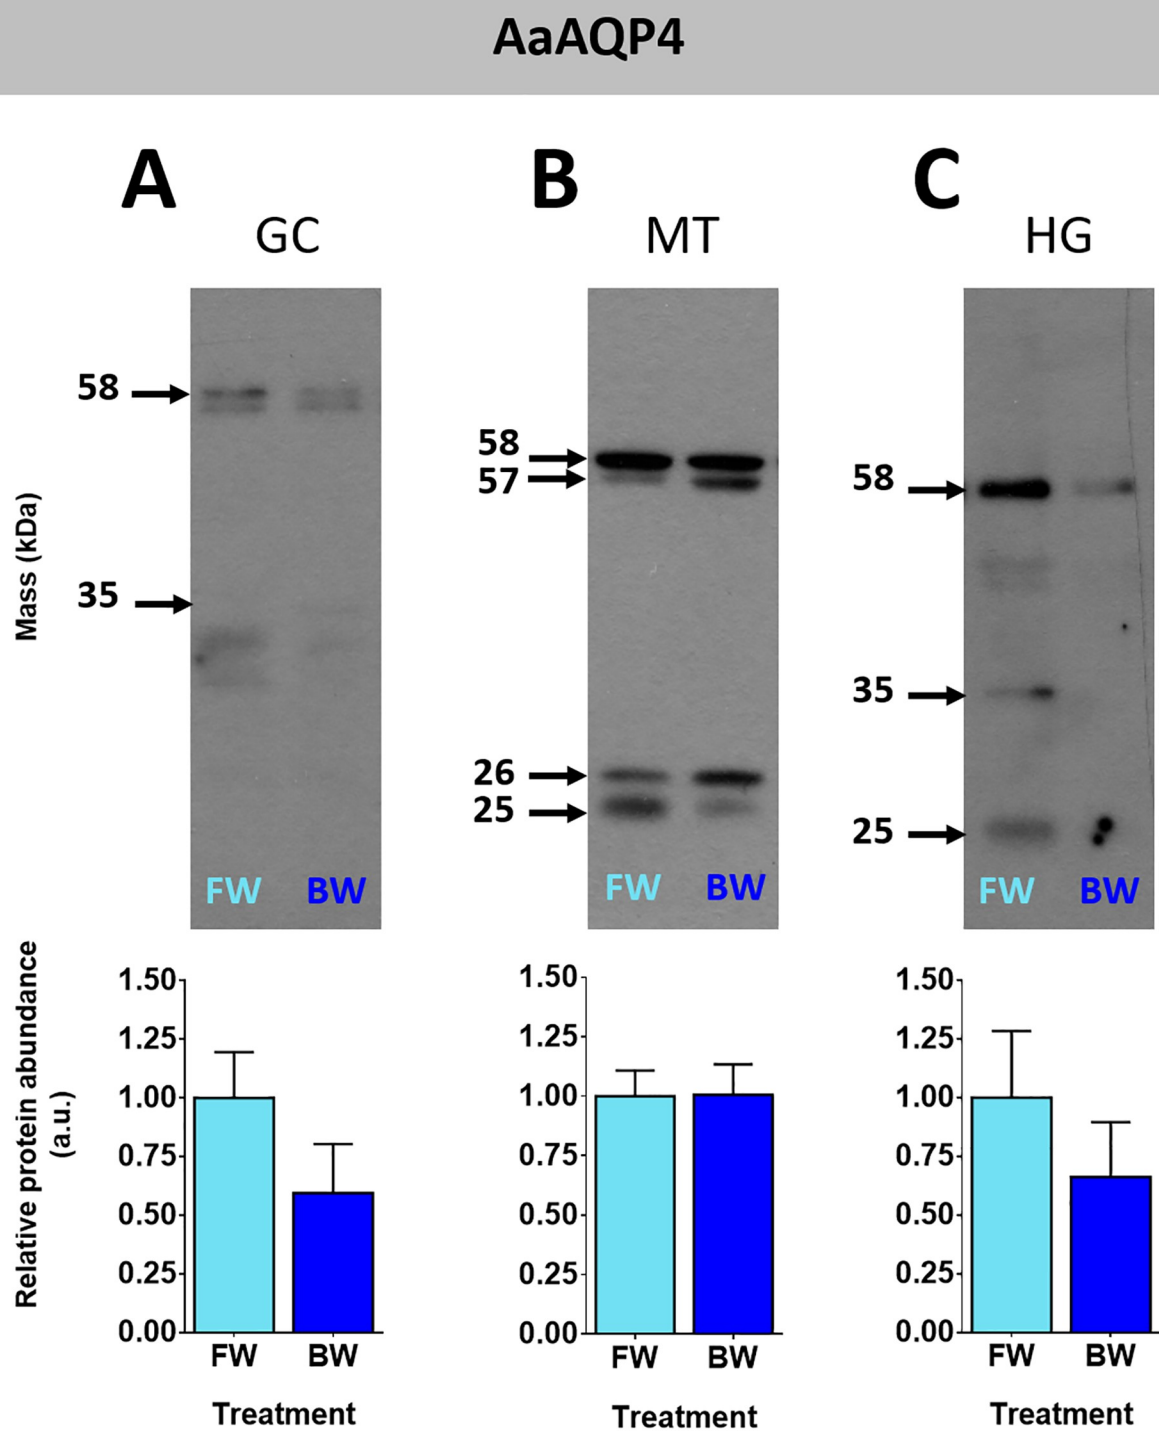 AaAQP4
A
B
C
GC
MT
HG
Mass (kDa)
58
35
FW
BW
58
57
26
25
FW
BW
58
35
25
FW
BW
Relative protein abundance
(a.u.)
1.50
1.25
1.00
0.75
0.50
0.25
0.00
FW
BW
Treatment
1.50
1.25
1.00
0.75
0.50
0.25
0.00
FW
BW
Treatment
1.50
1.25
1.00
0.75
0.50
0.25
0.00
FW
BW
Treatment